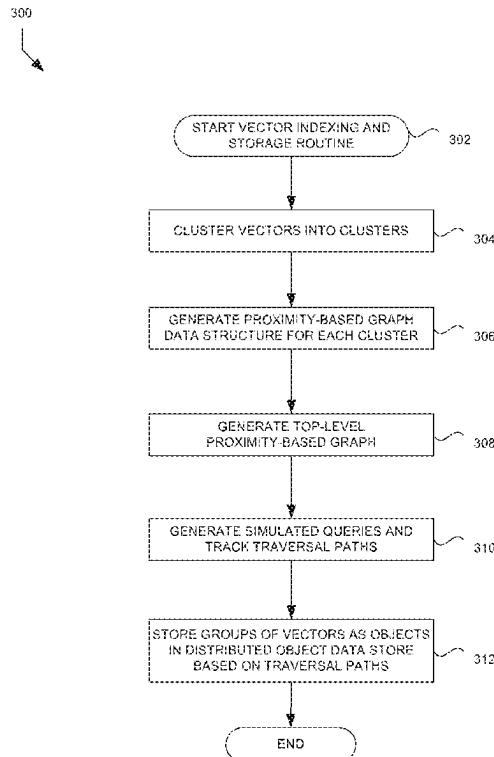 300
START VECTOR INDEXING AND
STORAGE ROUTINE
302
CLUSTER VECTORS INTO CLUSTERS
304
GENERATE PROXIMITY-BASED GRAPH
DATA STRUCTURE FOR EACH CLUSTER
306
GENERATE TOP-LEVEL
PROXIMITY-BASED GRAPH
308
GENERATE SIMULATED QUERIES AND
TRACK TRAVERSAL PATHS
310
STORE GROUPS OF VECTORS AS OBJECTS
IN DISTRIBUTED OBJECT DATA STORE
BASED ON TRAVERSAL PATHS
312
END